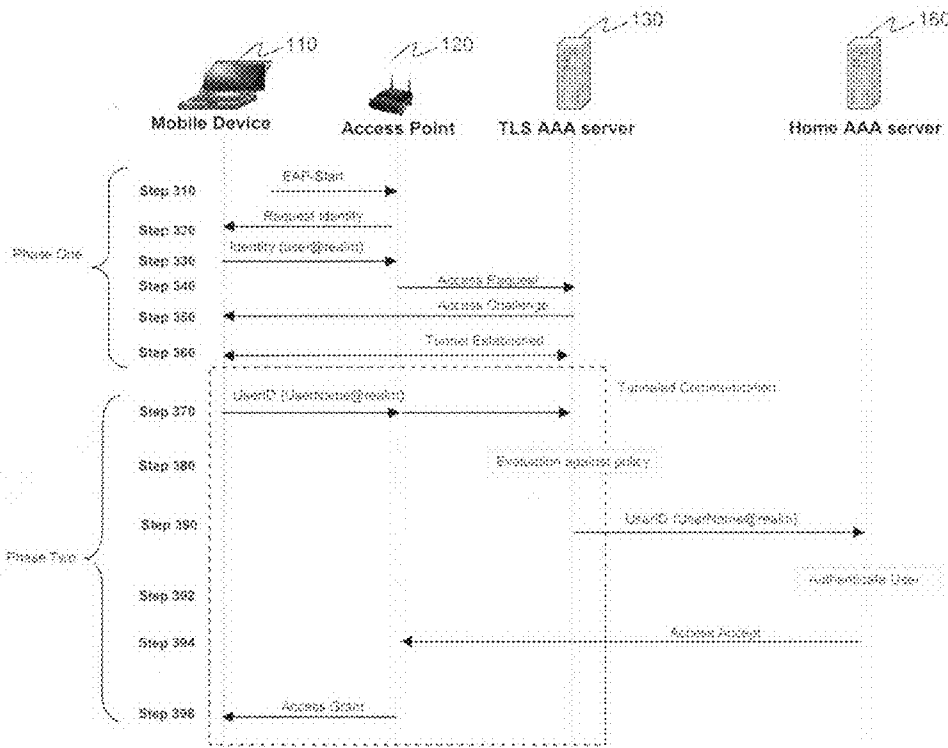 110
120
130
160
Mobile Device
Access Point
TLS AAA server
Home AAA server
Phase One
Step 310
EAP-Start
Step 320
Request Identity
Step 330
Identity (user@realm)
Step 340
Access Request
Step 350
Access Challenge
Step 360
Tunnel Established
Phase Two
Step 370
UserID (UserName@realm)
Tunneled Communication
Step 380
Evaluation against policy
Step 390
UserID (UserName@realm)
Authenticate User
Step 392
Step 394
Access Accept
Step 396
Access Grant